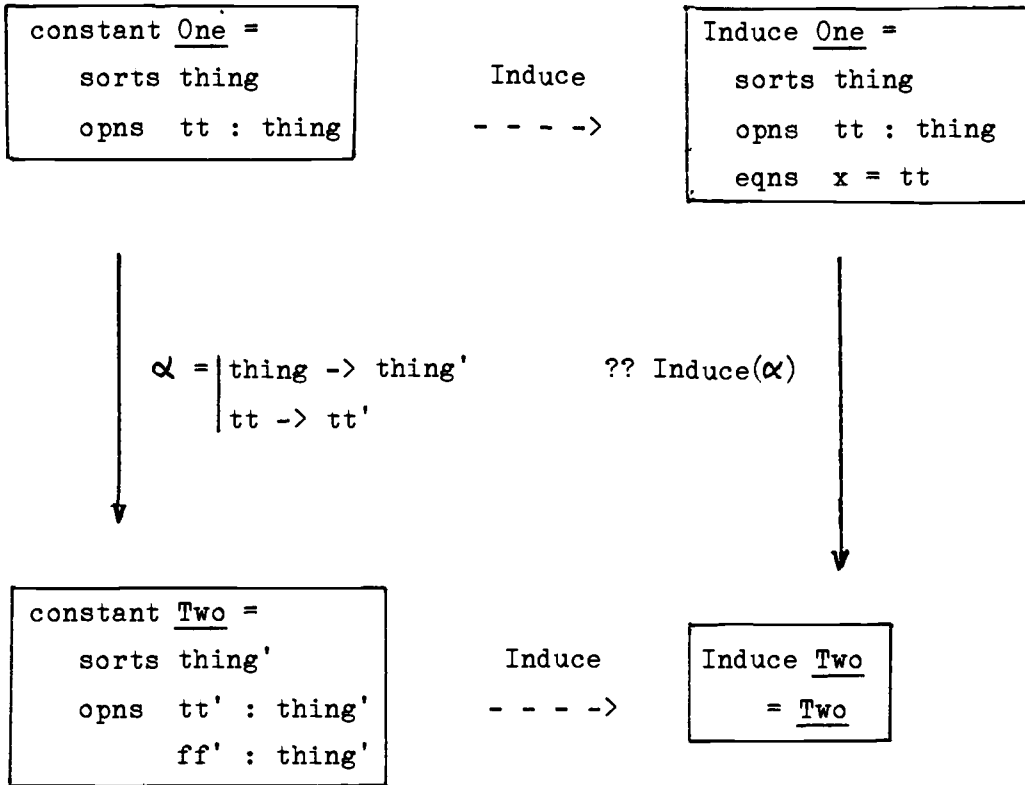 constant One =
sorts thing
opns tt : thing
Induce
- - - ->
Induce One =
sorts thing
opns tt : thing
eqns x = tt
α = | thing -> thing'
tt -> tt'
?? Induce(α)
constant Two =
sorts thing'
opns tt' : thing'
ff' : thing'
Induce
- - - ->
Induce Two
= Two